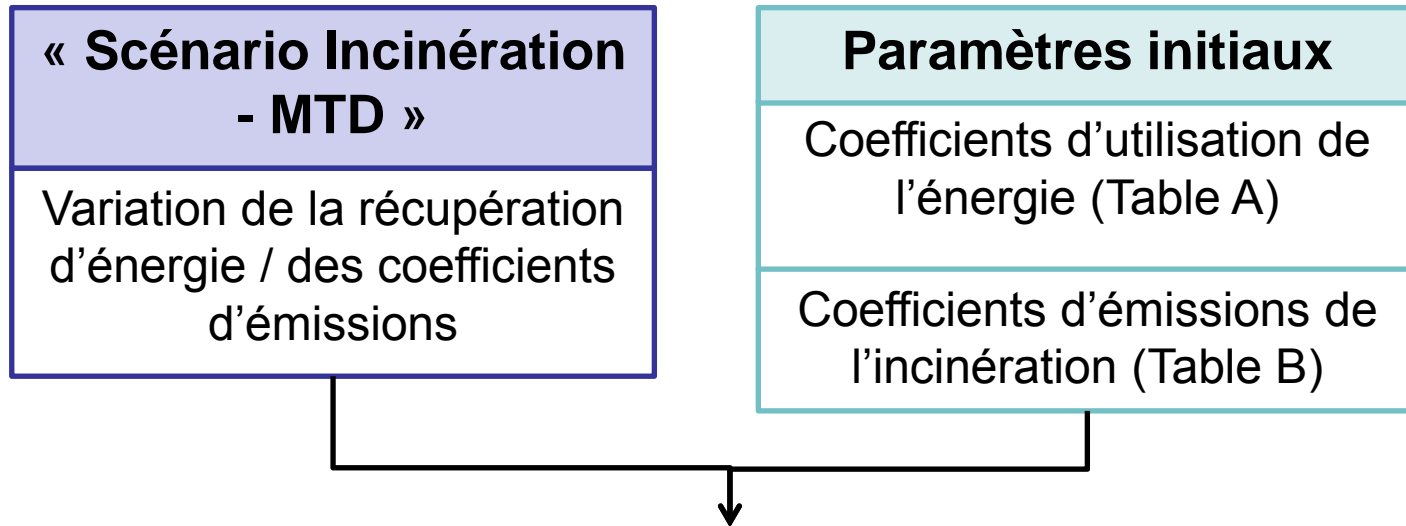 « Scénario Incinération
- MTD »
Variation de la récupération
d’énergie / des coefficients
d’émissions
Paramètres initiaux
Coefficients d’utilisation de
l’énergie (Table A)
Coefficients d’émissions de
l’incinération (Table B)